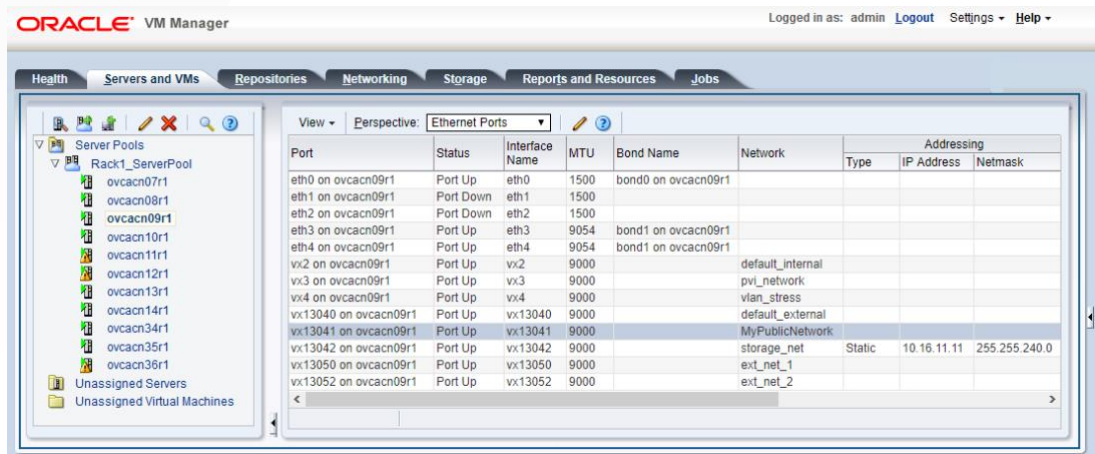 ORACLE VM Manager
Logged in as: admin Logout Settings Help
Health Servers and VMs Repositories Networking Storage Reports and Resources Jobs
Server Pools
Rack1_ServerPool
ovcacn07r1
ovcacn08r1
ovcacn09r1
ovcacn10r1
ovcacn11r1
ovcacn12r1
ovcacn13r1
ovcacn14r1
ovcacn34r1
ovcacn35r1
ovcacn36r1
Unassigned Servers
Unassigned Virtual Machines
View Perspective: Ethernet Ports
Port Status Interface Name MTU Bond Name Network Addressing
Type IP Address Netmask
eth0 on ovcacn09r1 Port Up eth0 1500 bond0 on ovcacn09r1
eth1 on ovcacn09r1 Port Down eth1 1500
eth2 on ovcacn09r1 Port Down eth2 1500
eth3 on ovcacn09r1 Port Up eth3 9054 bond1 on ovcacn09r1
eth4 on ovcacn09r1 Port Up eth4 9054 bond1 on ovcacn09r1
vx2 on ovcacn09r1 Port Up vx2 9000 default_internal
vx3 on ovcacn09r1 Port Up vx3 9000 pvi_network
vx4 on ovcacn09r1 Port Up vx4 9000 vlan_stress
vx13040 on ovcacn09r1 Port Up vx13040 9000 default_external
vx13041 on ovcacn09r1 Port Up vx13041 9000 MyPublicNetwork
vx13042 on ovcacn09r1 Port Up vx13042 9000 storage_net Static 10.16.11.11 255.255.240.0
vx13050 on ovcacn09r1 Port Up vx13050 9000 ext_net_1
vx13052 on ovcacn09r1 Port Up vx13052 9000 ext_net_2